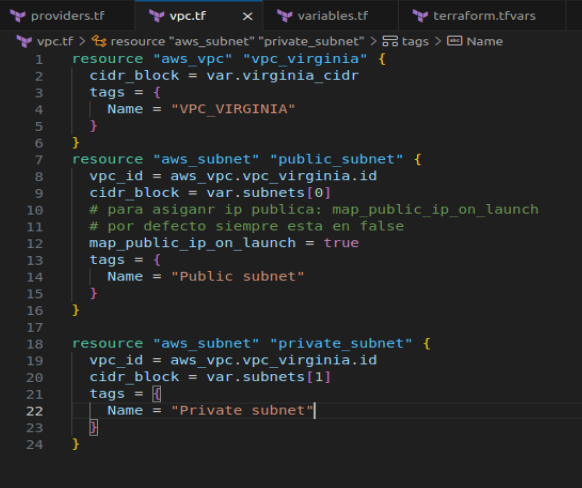 providers.tf vpc.tf × variables.tf terraform.tfvars
vpc.tf > resource "aws_subnet" "private_subnet" > tags > abc Name
1 resource "aws_vpc" "vpc_virginia" {
2 cidr_block = var.virginia_cidr
3 tags = {
4 Name = "VPC_VIRGINIA"
5 }
6 }
7 resource "aws_subnet" "public_subnet" {
8 vpc_id = aws_vpc.vpc_virginia.id
9 cidr_block = var.subnets[0]
10 # para asiganr ip publica: map_public_ip_on_launch
11 # por defecto siempre esta en false
12 map_public_ip_on_launch = true
13 tags = {
14 Name = "Public subnet"
15 }
16 }
17
18 resource "aws_subnet" "private_subnet" {
19 vpc_id = aws_vpc.vpc_virginia.id
20 cidr_block = var.subnets[1]
21 tags = {
22 Name = "Private subnet"
23 }
24 }